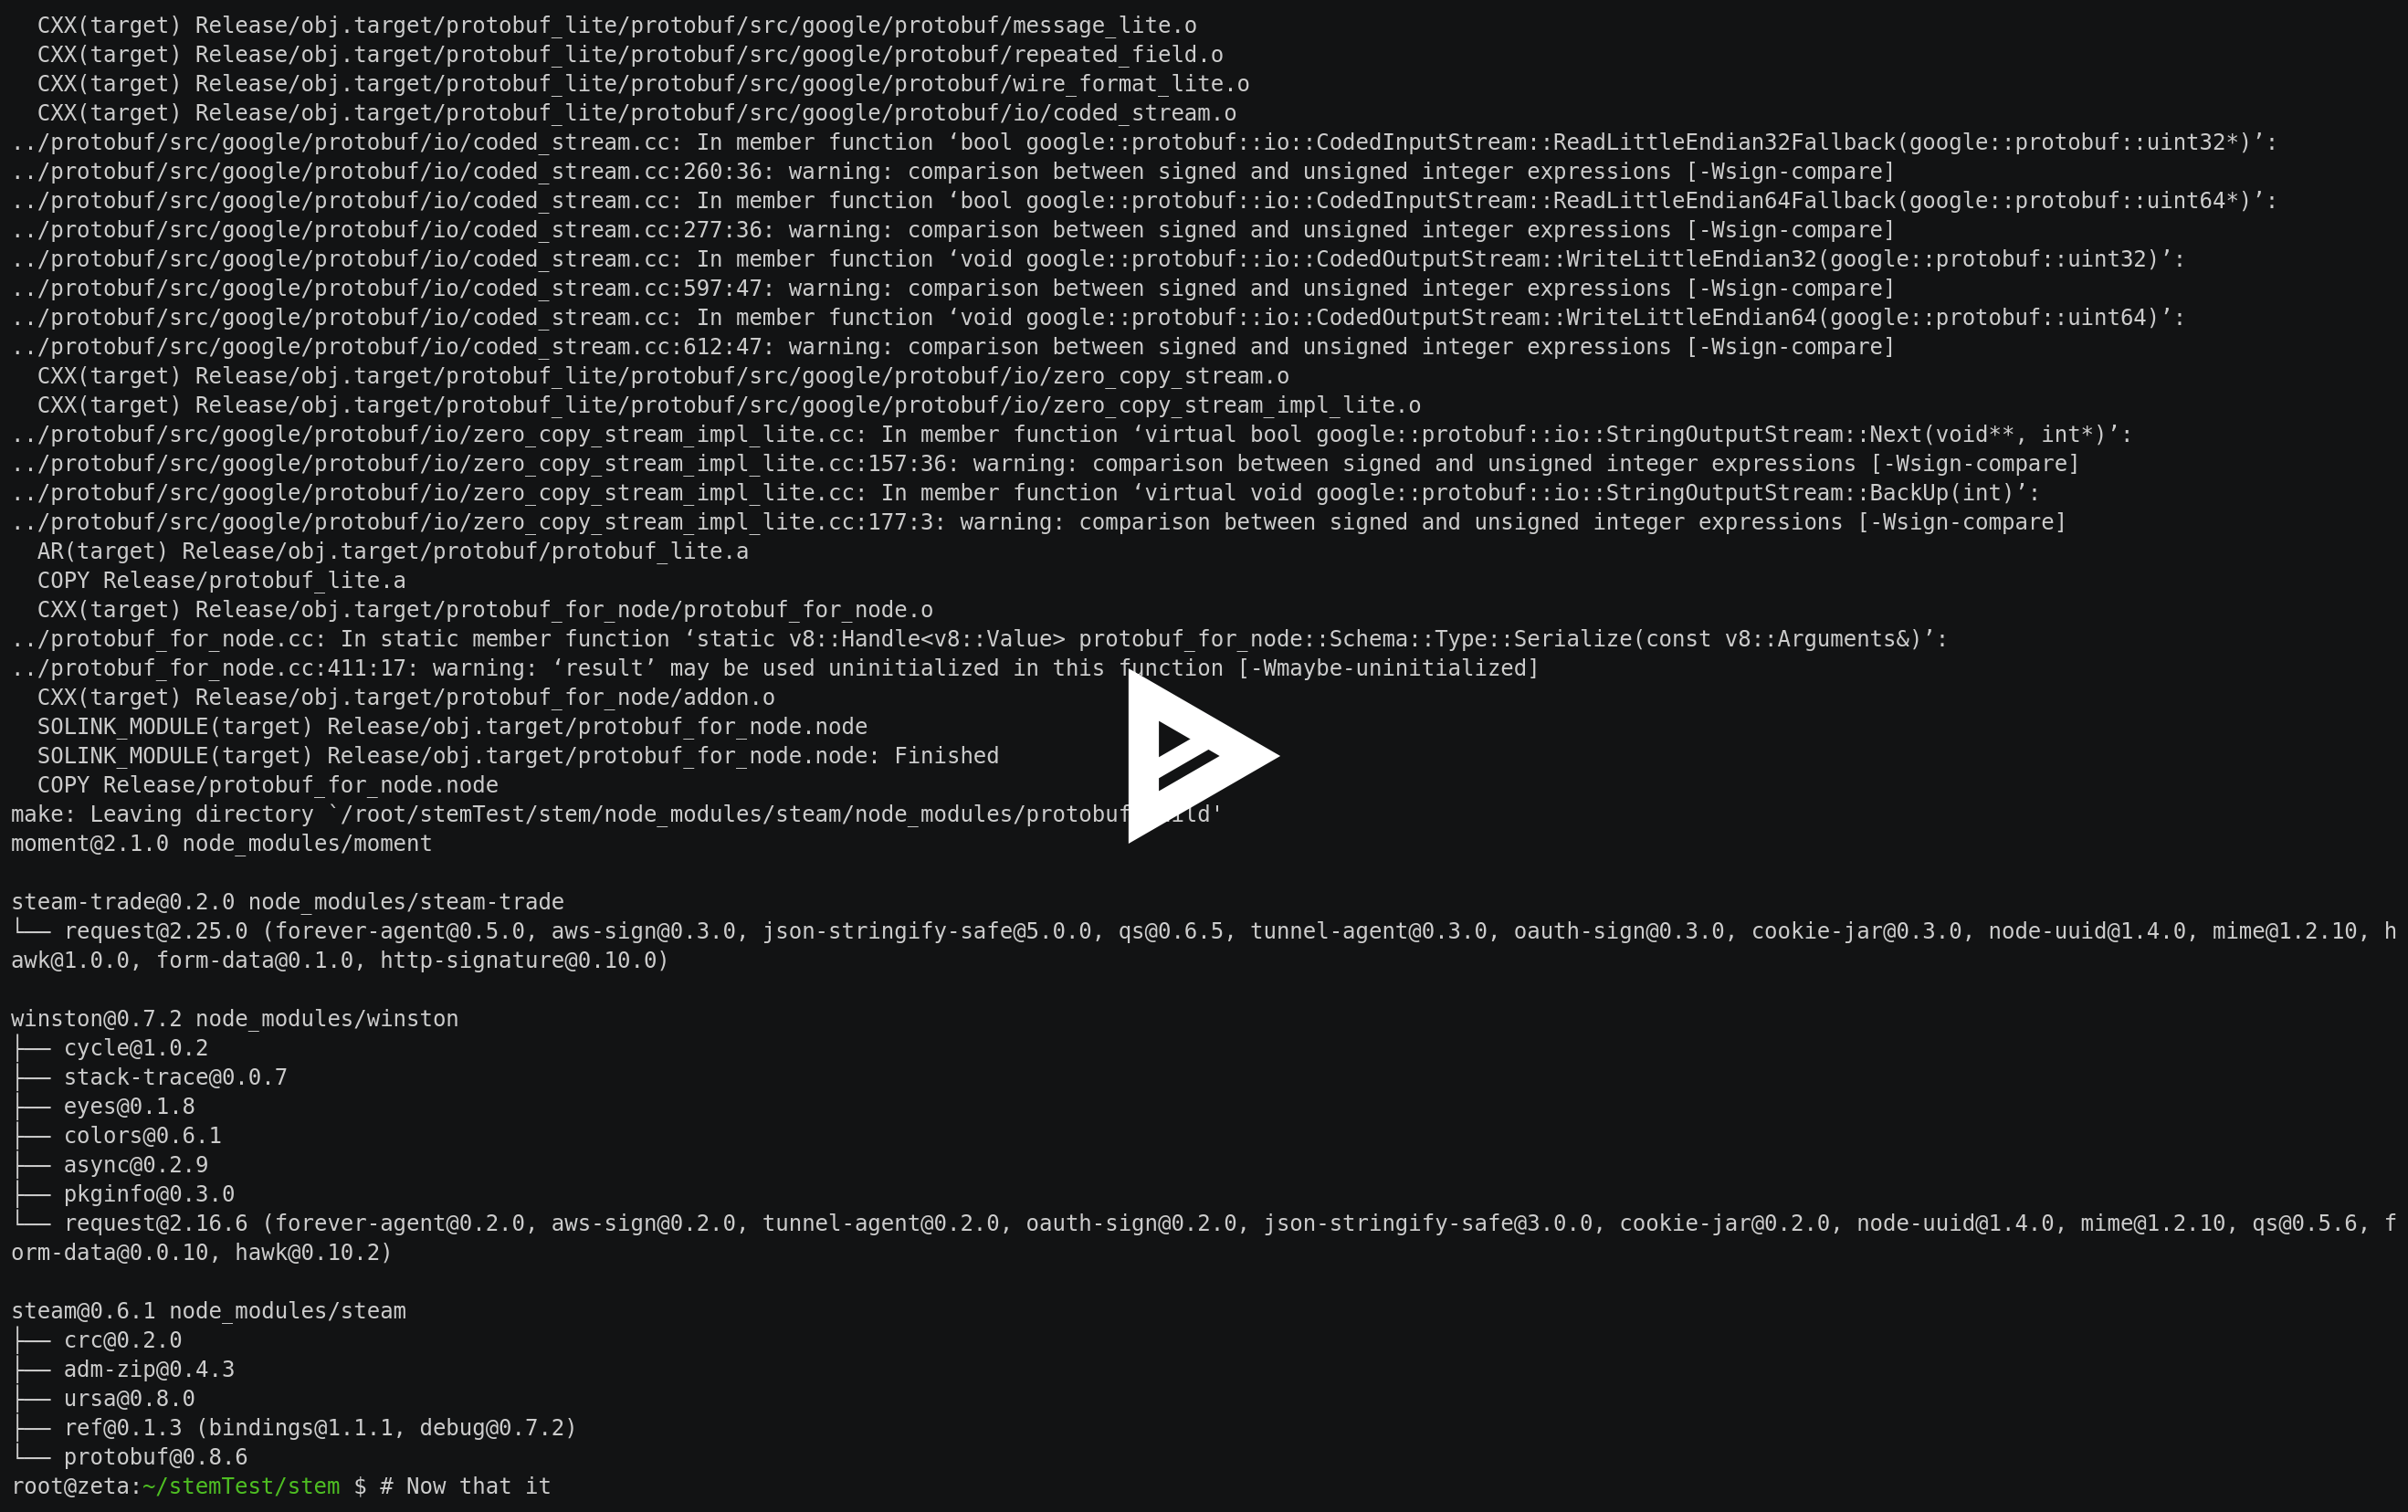 CXX(target) Release/obj.target/protobuf_lite/protobuf/src/google/protobuf/message_lite.o
CXX(target) Release/obj.target/protobuf_lite/protobuf/src/google/protobuf/repeated_field.o
CXX(target) Release/obj.target/protobuf_lite/protobuf/src/google/protobuf/wire_format_lite.o
CXX(target) Release/obj.target/protobuf_lite/protobuf/src/google/protobuf/io/coded_stream.o
../protobuf/src/google/protobuf/io/coded_stream.cc: In member function ‘bool google::protobuf::io::CodedInputStream::ReadLittleEndian32Fallback(google::protobuf::uint32*)’:
../protobuf/src/google/protobuf/io/coded_stream.cc:260:36: warning: comparison between signed and unsigned integer expressions [-Wsign-compare]
../protobuf/src/google/protobuf/io/coded_stream.cc: In member function ‘bool google::protobuf::io::CodedInputStream::ReadLittleEndian64Fallback(google::protobuf::uint64*)’:
../protobuf/src/google/protobuf/io/coded_stream.cc:277:36: warning: comparison between signed and unsigned integer expressions [-Wsign-compare]
../protobuf/src/google/protobuf/io/coded_stream.cc: In member function ‘void google::protobuf::io::CodedOutputStream::WriteLittleEndian32(google::protobuf::uint32)’:
../protobuf/src/google/protobuf/io/coded_stream.cc:597:47: warning: comparison between signed and unsigned integer expressions [-Wsign-compare]
../protobuf/src/google/protobuf/io/coded_stream.cc: In member function ‘void google::protobuf::io::CodedOutputStream::WriteLittleEndian64(google::protobuf::uint64)’:
../protobuf/src/google/protobuf/io/coded_stream.cc:612:47: warning: comparison between signed and unsigned integer expressions [-Wsign-compare]
CXX(target) Release/obj.target/protobuf_lite/protobuf/src/google/protobuf/io/zero_copy_stream.o
CXX(target) Release/obj.target/protobuf_lite/protobuf/src/google/protobuf/io/zero_copy_stream_impl_lite.o
../protobuf/src/google/protobuf/io/zero_copy_stream_impl_lite.cc: In member function ‘virtual bool google::protobuf::io::StringOutputStream::Next(void**, int*)’:
../protobuf/src/google/protobuf/io/zero_copy_stream_impl_lite.cc:157:36: warning: comparison between signed and unsigned integer expressions [-Wsign-compare]
../protobuf/src/google/protobuf/io/zero_copy_stream_impl_lite.cc: In member function ‘virtual void google::protobuf::io::StringOutputStream::BackUp(int)’:
../protobuf/src/google/protobuf/io/zero_copy_stream_impl_lite.cc:177:3: warning: comparison between signed and unsigned integer expressions [-Wsign-compare]
AR(target) Release/obj.target/protobuf/protobuf_lite.a
COPY Release/protobuf_lite.a
CXX(target) Release/obj.target/protobuf_for_node/protobuf_for_node.o
../protobuf_for_node.cc: In static member function ‘static v8::Handle<v8::Value> protobuf_for_node::Schema::Type::Serialize(const v8::Arguments&)’:
../protobuf_for_node.cc:411:17: warning: ‘result’ may be used uninitialized in this function [-Wmaybe-uninitialized]
CXX(target) Release/obj.target/protobuf_for_node/addon.o
SOLINK_MODULE(target) Release/obj.target/protobuf_for_node.node
SOLINK_MODULE(target) Release/obj.target/protobuf_for_node.node: Finished
COPY Release/protobuf_for_node.node
make: Leaving directory `/root/stemTest/stem/node_modules/steam/node_modules/protobuf
moment@2.1.0 node_modules/moment
steam-trade@0.2.0 node_modules/steam-trade
└── request@2.25.0 (forever-agent@0.5.0, aws-sign@0.3.0, json-stringify-safe@5.0.0, qs@0.6.5, tunnel-agent@0.3.0, oauth-sign@0.3.0, cookie-jar@0.3.0, node-uuid@1.4.0, mime@1.2.10, h
awk@1.0.0, form-data@0.1.0, http-signature@0.10.0)
winston@0.7.2 node_modules/winston
├── cycle@1.0.2
├── stack-trace@0.0.7
├── eyes@0.1.8
├── colors@0.6.1
├── async@0.2.9
├── pkginfo@0.3.0
└── request@2.16.6 (forever-agent@0.2.0, aws-sign@0.2.0, tunnel-agent@0.2.0, oauth-sign@0.2.0, json-stringify-safe@3.0.0, cookie-jar@0.2.0, node-uuid@1.4.0, mime@1.2.10, qs@0.5.6, f
orm-data@0.0.10, hawk@0.10.2)
steam@0.6.1 node_modules/steam
├── crc@0.2.0
├── adm-zip@0.4.3
├── ursa@0.8.0
├── ref@0.1.3 (bindings@1.1.1, debug@0.7.2)
└── protobuf@0.8.6
root@zeta:~/stemTest/stem $ # Now that it